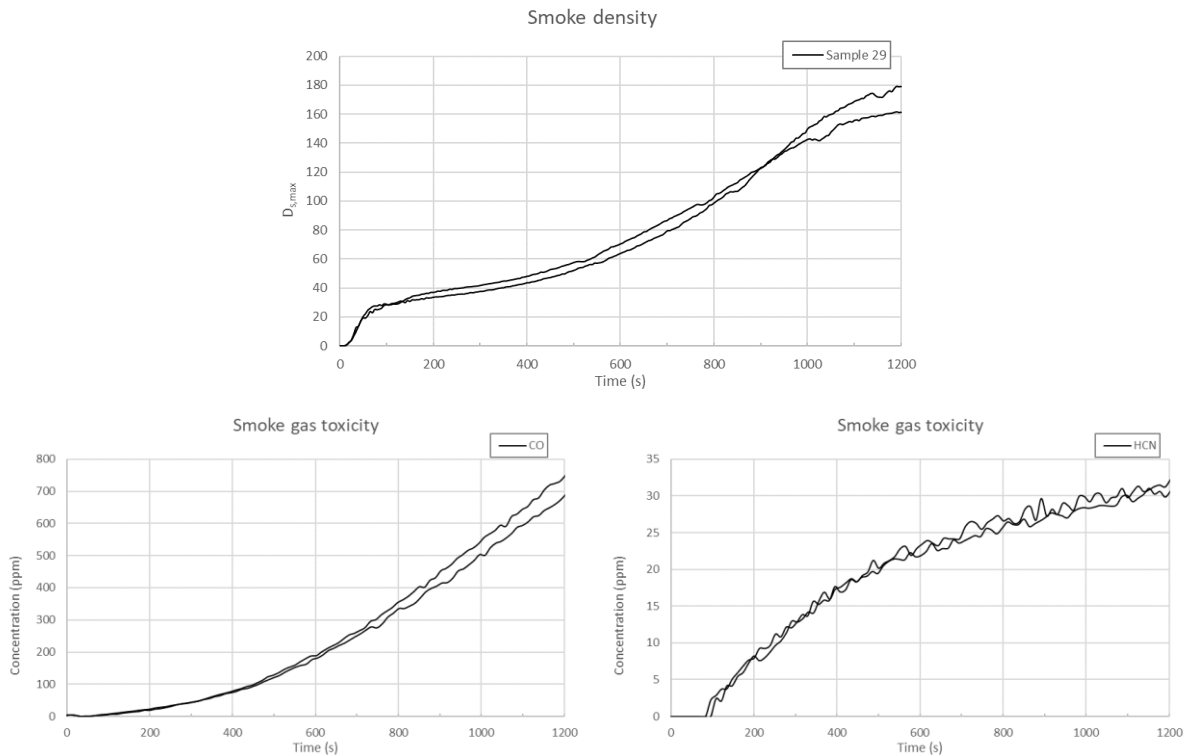 Smoke density
Sample 29
200
180
160
140
120
100
80
60
40
20
0
D_s,max
0 200 400 600 800 1000 1200
Time (s)
Smoke gas toxicity
CO
800
700
600
500
400
300
200
100
0
Concentration (ppm)
0 200 400 600 800 1000 1200
Time (s)
Smoke gas toxicity
HCN
35
30
25
20
15
10
5
0
Concentration (ppm)
0 200 400 600 800 1000 1200
Time (s)